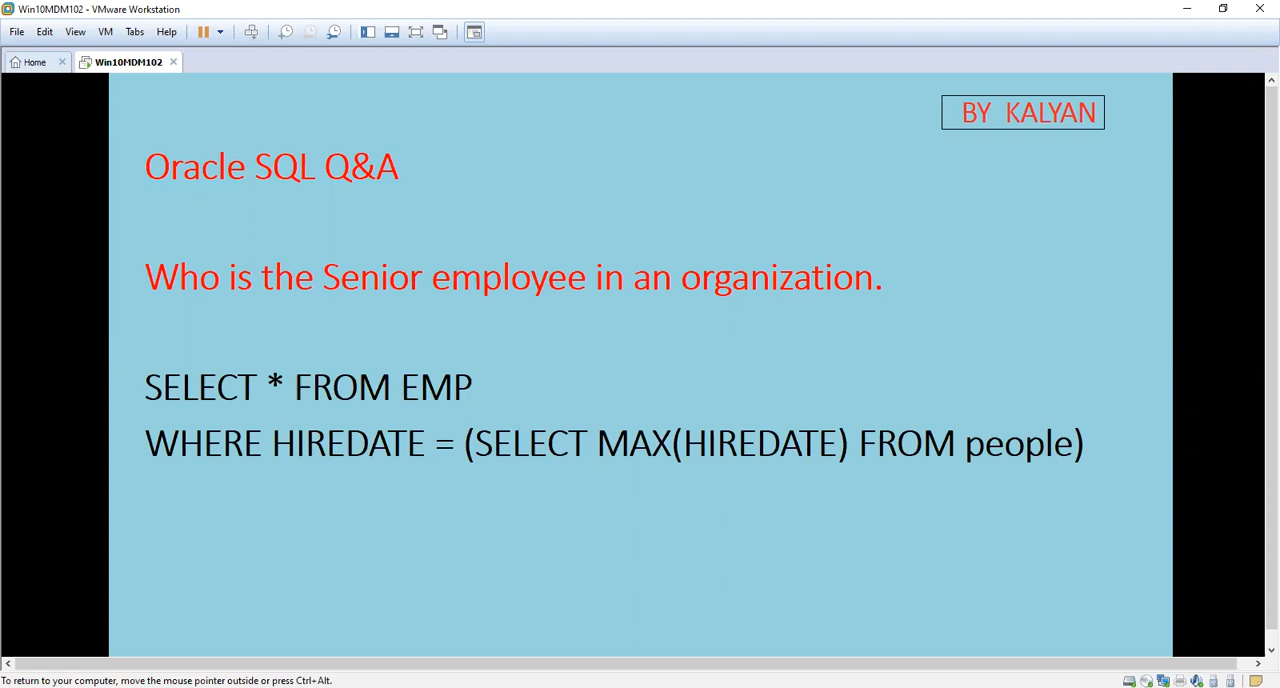 Win10MDM102 - VMware Workstation
File Edit View VM Tabs Help
Home Win10MDM102
BY KALYAN
Oracle SQL Q&A
Who is the Senior employee in an organization.
SELECT * FROM EMP
WHERE HIREDATE = (SELECT MAX(HIREDATE) FROM people)
To return to your computer, move the mouse pointer outside or press Ctrl+Alt.